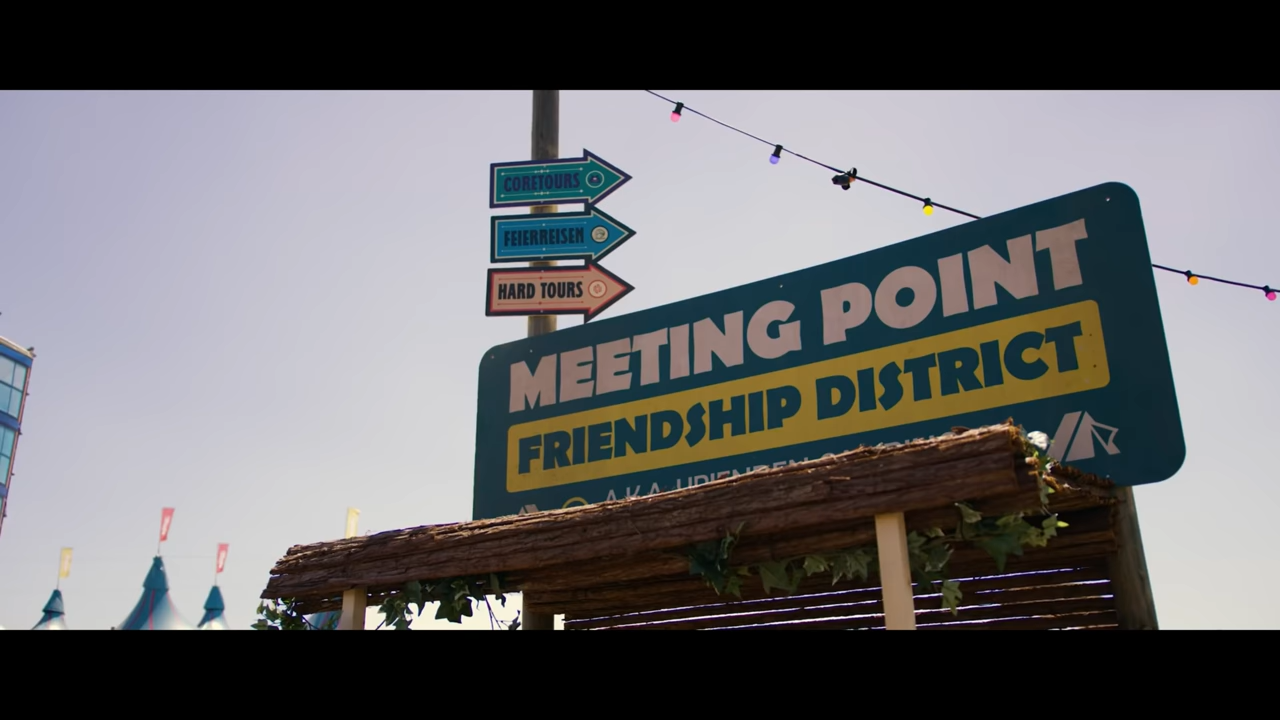 CORETOURS
FEIERREISEN
HARD TOURS
MEETING POINT
FRIENDSHIP DISTRICT
A.K.A.